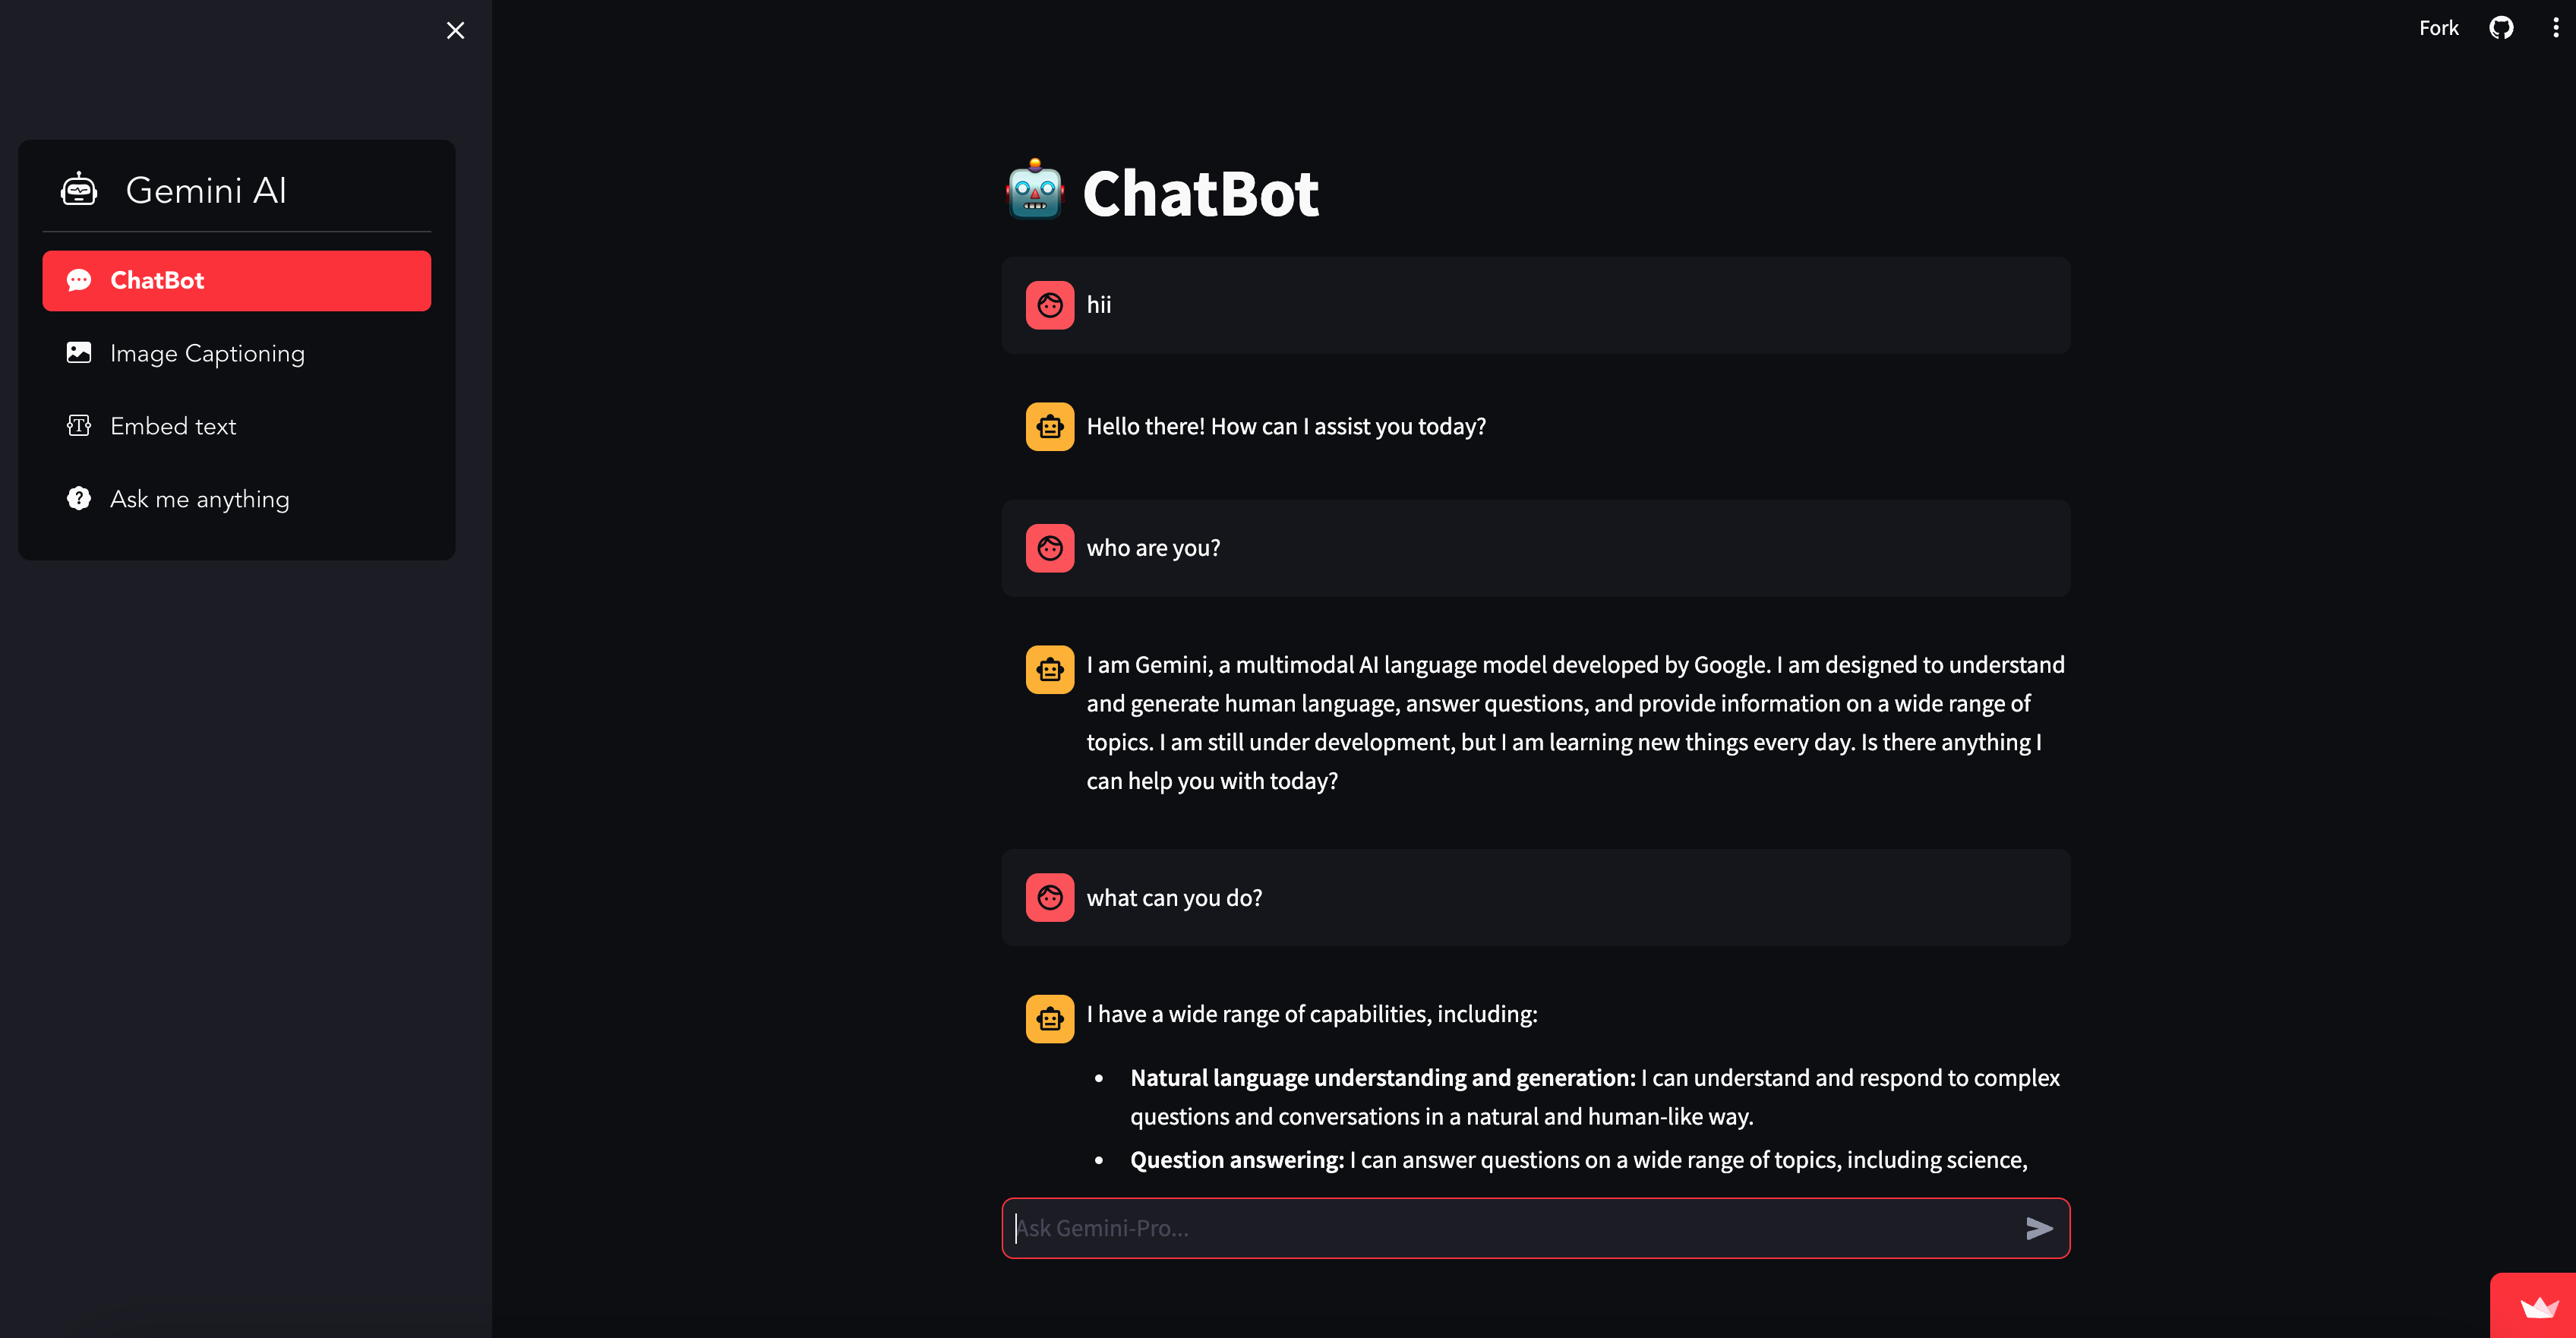 Fork
Gemini AI
ChatBot
Image Captioning
Embed text
Ask me anything
ChatBot
hii
Hello there! How can I assist you today?
who are you?
I am Gemini, a multimodal AI language model developed by Google. I am designed to understand
and generate human language, answer questions, and provide information on a wide range of
topics. I am still under development, but I am learning new things every day. Is there anything I
can help you with today?
what can you do?
I have a wide range of capabilities, including:
• Natural language understanding and generation: I can understand and respond to complex
questions and conversations in a natural and human-like way.
• Question answering: I can answer questions on a wide range of topics, including science,
Ask Gemini-Pro...